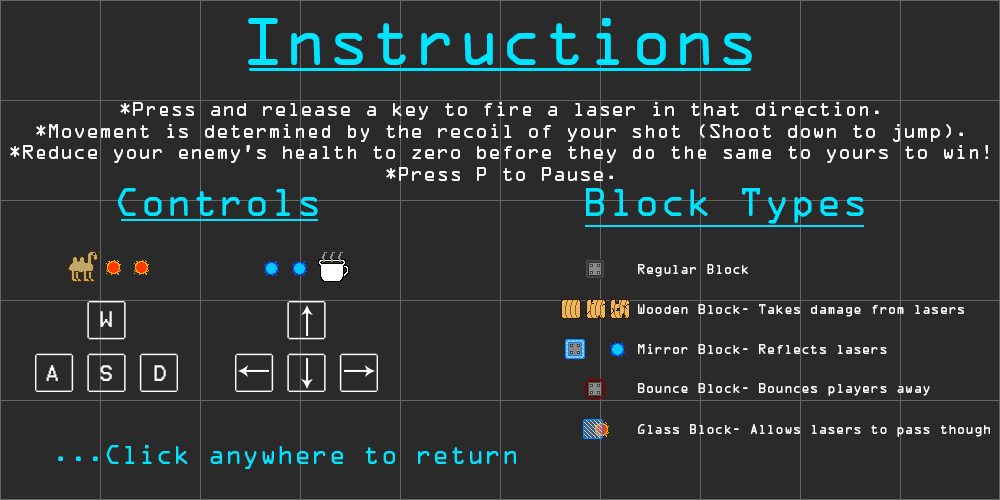 Instructions
*Press and release a key to fire a laser in that direction.
*Movement is determined by the recoil of your shot (Shoot down to jump).
*Reduce your enemy's health to zero before they do the same to yours to win!
*Press P to Pause.
Controls
W
A S D
Block Types
Regular Block
Wooden Block- Takes damage from lasers
Mirror Block- Reflects lasers
Bounce Block- Bounces players away
Glass Block- Allows lasers to pass though
...Click anywhere to return